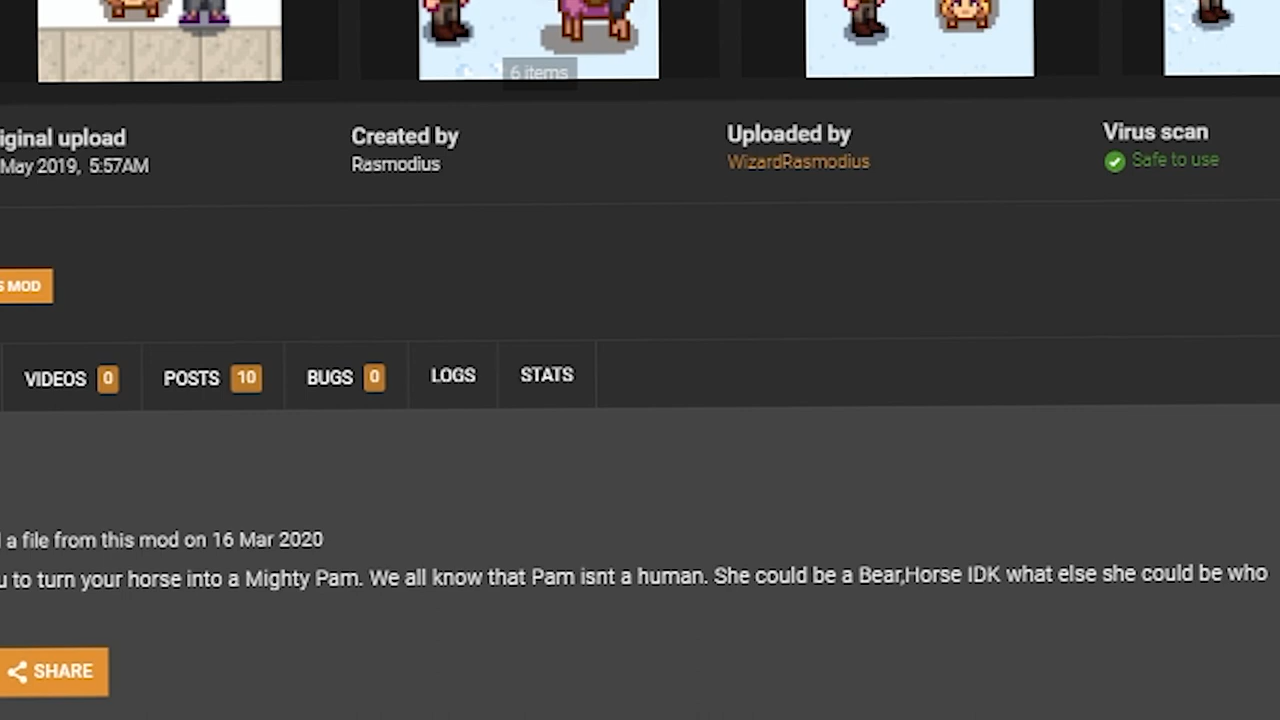 6 items
iginal upload
May 2019, 5:57AM
Created by
Rasmodius
Uploaded by
WizardRasmodius
Virus scan
Safe to use
S MOD
VIDEOS 0
POSTS 10
BUGS 0
LOGS
STATS
a file from this mod on 16 Mar 2020
u to turn your horse into a Mighty Pam. We all know that Pam isnt a human. She could be a Bear,Horse IDK what else she could be who
SHARE